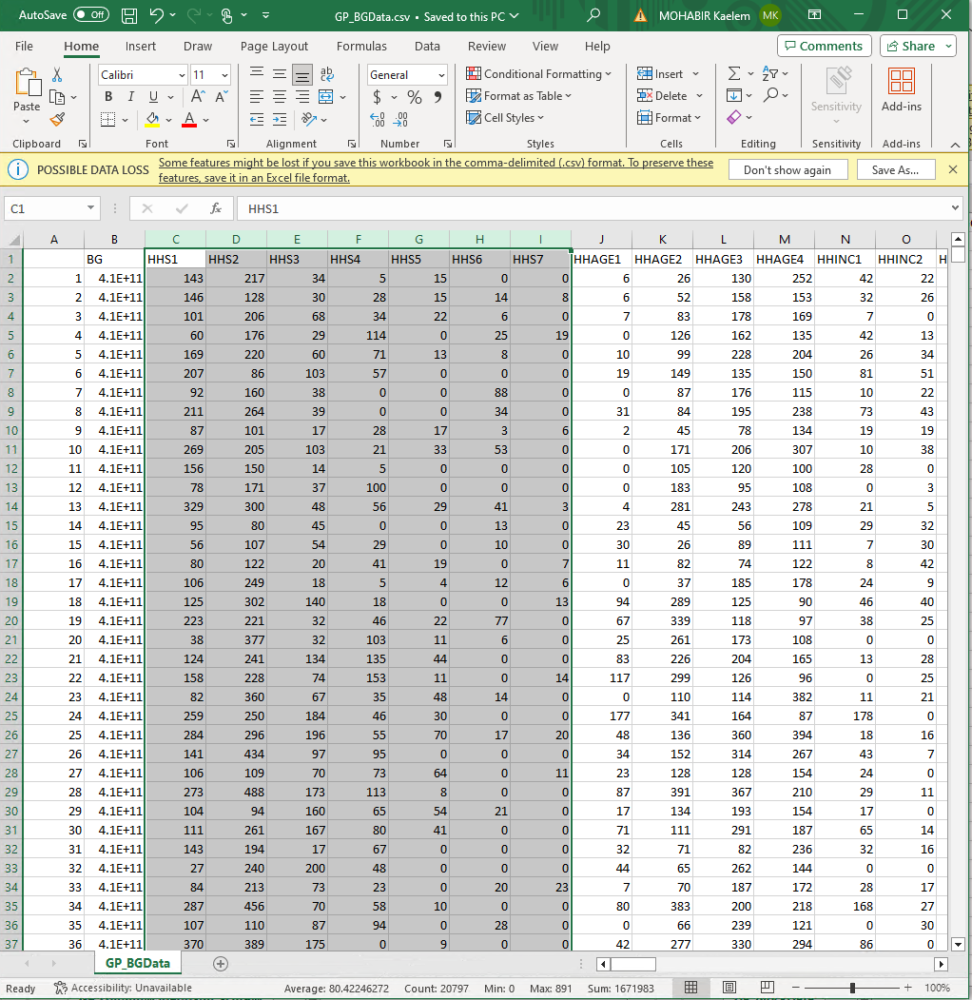 AutoSave Off GP_BGData.csv • Saved to this PC MOHABIR Kaelem MK
File Home Insert Draw Page Layout Formulas Data Review View Help Comments Share
Calibri 11 ab General Conditional Formatting Insert
Paste B I U A A $ % Format as Table Delete Sensitivity Add-ins
A Cell Styles Format
Clipboard Font Alignment Number Styles Cells Editing Sensitivity Add-ins
POSSIBLE DATA LOSS Some features might be lost if you save this workbook in the comma-delimited (.csv) format. To preserve these Don't show again Save As...
features, save it in an Excel file format.
C1 fx HHS1
A B C D E F G H I J K L M N O
1 BG HHS1 HHS2 HHS3 HHS4 HHS5 HHS6 HHS7 HHAGE1 HHAGE2 HHAGE3 HHAGE4 HHINC1 HHINC2 H
2 1 4.1E+11 143 217 34 5 15 0 0 6 26 130 252 42 22
3 2 4.1E+11 146 128 30 28 15 14 8 6 52 158 153 32 26
4 3 4.1E+11 101 206 68 34 22 6 0 7 83 178 169 7 0
5 4 4.1E+11 60 176 29 114 0 25 19 0 126 162 135 42 13
6 5 4.1E+11 169 220 60 71 13 8 0 10 99 228 204 26 34
7 6 4.1E+11 207 86 103 57 0 0 0 19 149 135 150 81 51
8 7 4.1E+11 92 160 38 0 0 88 0 0 87 176 115 10 22
9 8 4.1E+11 211 264 39 0 0 34 0 31 84 195 238 73 43
10 9 4.1E+11 87 101 17 28 17 3 6 2 45 78 134 19 19
11 10 4.1E+11 269 205 103 21 33 53 0 0 171 206 307 10 38
12 11 4.1E+11 156 150 14 5 0 0 0 0 105 120 100 28 0
13 12 4.1E+11 78 171 37 100 0 0 0 0 183 95 108 0 3
14 13 4.1E+11 329 300 48 56 29 41 3 4 281 243 278 21 5
15 14 4.1E+11 95 80 45 0 0 13 0 23 45 56 109 29 32
16 15 4.1E+11 56 107 54 29 0 10 0 30 26 89 111 7 30
17 16 4.1E+11 80 122 20 41 19 0 7 11 82 74 122 8 42
18 17 4.1E+11 106 249 18 5 4 12 6 0 37 185 178 24 9
19 18 4.1E+11 125 302 140 18 0 0 13 94 289 125 90 46 40
20 19 4.1E+11 223 221 32 46 22 77 0 67 339 118 97 38 25
21 20 4.1E+11 38 377 32 103 11 6 0 25 261 173 108 0 0
22 21 4.1E+11 124 241 134 135 44 0 0 83 226 204 165 13 28
23 22 4.1E+11 158 228 74 153 11 0 14 117 299 126 96 0 25
24 23 4.1E+11 82 360 67 35 48 14 0 0 110 114 382 11 21
25 24 4.1E+11 259 250 184 46 30 0 0 177 341 164 87 178 0
26 25 4.1E+11 284 296 196 55 70 17 20 48 136 360 394 18 16
27 26 4.1E+11 141 434 97 95 0 0 0 34 152 314 267 43 7
28 27 4.1E+11 106 109 70 73 64 0 11 23 128 128 154 24 0
29 28 4.1E+11 273 488 173 113 8 0 0 87 391 367 210 29 11
30 29 4.1E+11 104 94 160 65 54 21 0 17 134 193 154 17 0
31 30 4.1E+11 111 261 167 80 41 0 0 71 111 291 187 65 14
32 31 4.1E+11 143 194 17 67 0 0 0 32 71 82 236 32 16
33 32 4.1E+11 27 240 200 48 0 0 0 44 65 262 144 0 0
34 33 4.1E+11 84 213 73 23 0 20 23 7 70 187 172 28 17
35 34 4.1E+11 287 456 70 58 10 0 0 80 383 200 218 168 27
36 35 4.1E+11 107 110 87 94 0 28 0 0 66 239 121 0 30
37 36 4.1E+11 370 389 175 0 9 0 0 42 277 330 294 86 0
GP_BGData
Ready Accessibility: Unavailable Average: 80.42246272 Count: 20797 Min: 0 Max: 891 Sum: 1671983 100%